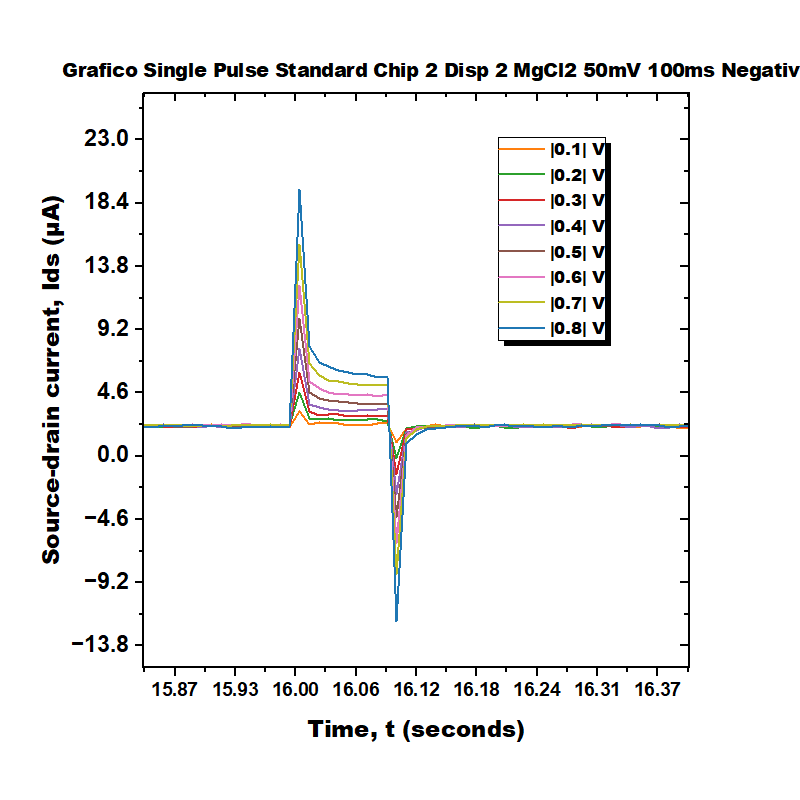 Grafico Single Pulse Standard Chip 2 Disp 2 MgCl2 50mV 100ms Negativ
|0.1| V
|0.2| V
|0.3| V
|0.4| V
|0.5| V
|0.6| V
|0.7| V
|0.8| V
23.0
18.4
13.8
9.2
4.6
0.0
−4.6
−9.2
−13.8
Source-drain current, Ids (µA)
15.87 15.93 16.00 16.06 16.12 16.18 16.24 16.31 16.37
Time, t (seconds)